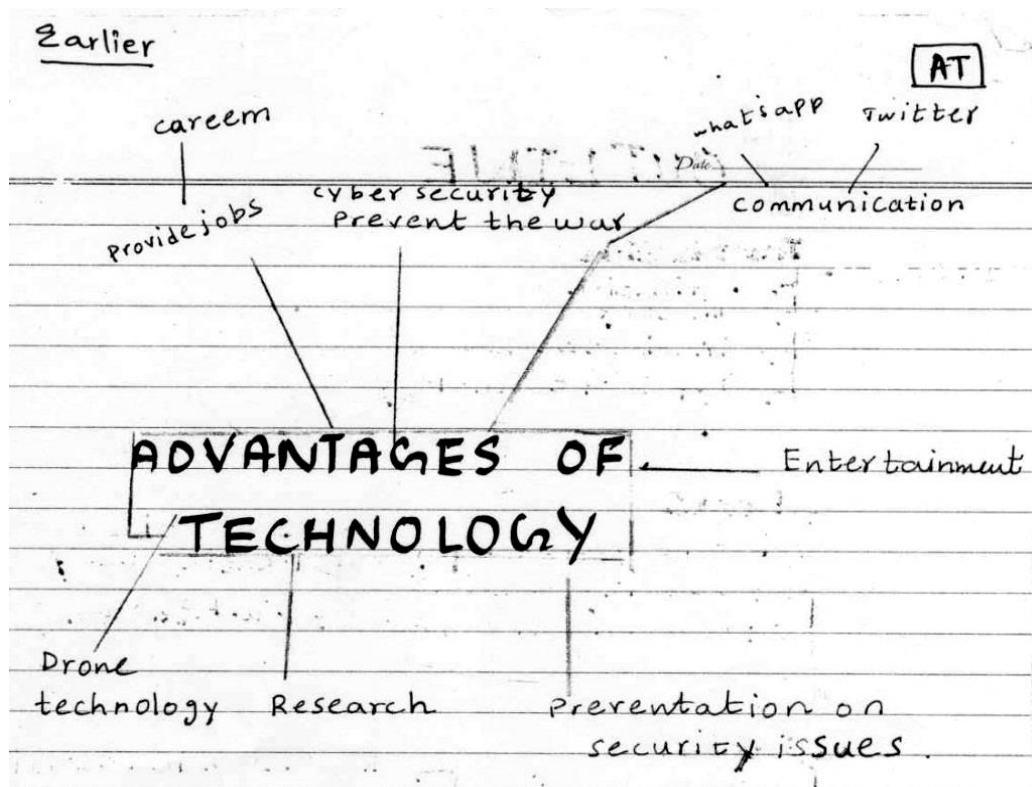 Earlier
AT
careem
whatsapp
Twitter
Date
cyber security
Prevent the war
communication
Provide jobs
ADVANTAGES OF
TECHNOLOGY
Entertainment
Drone
technology
Research
Preventation on
security issues.